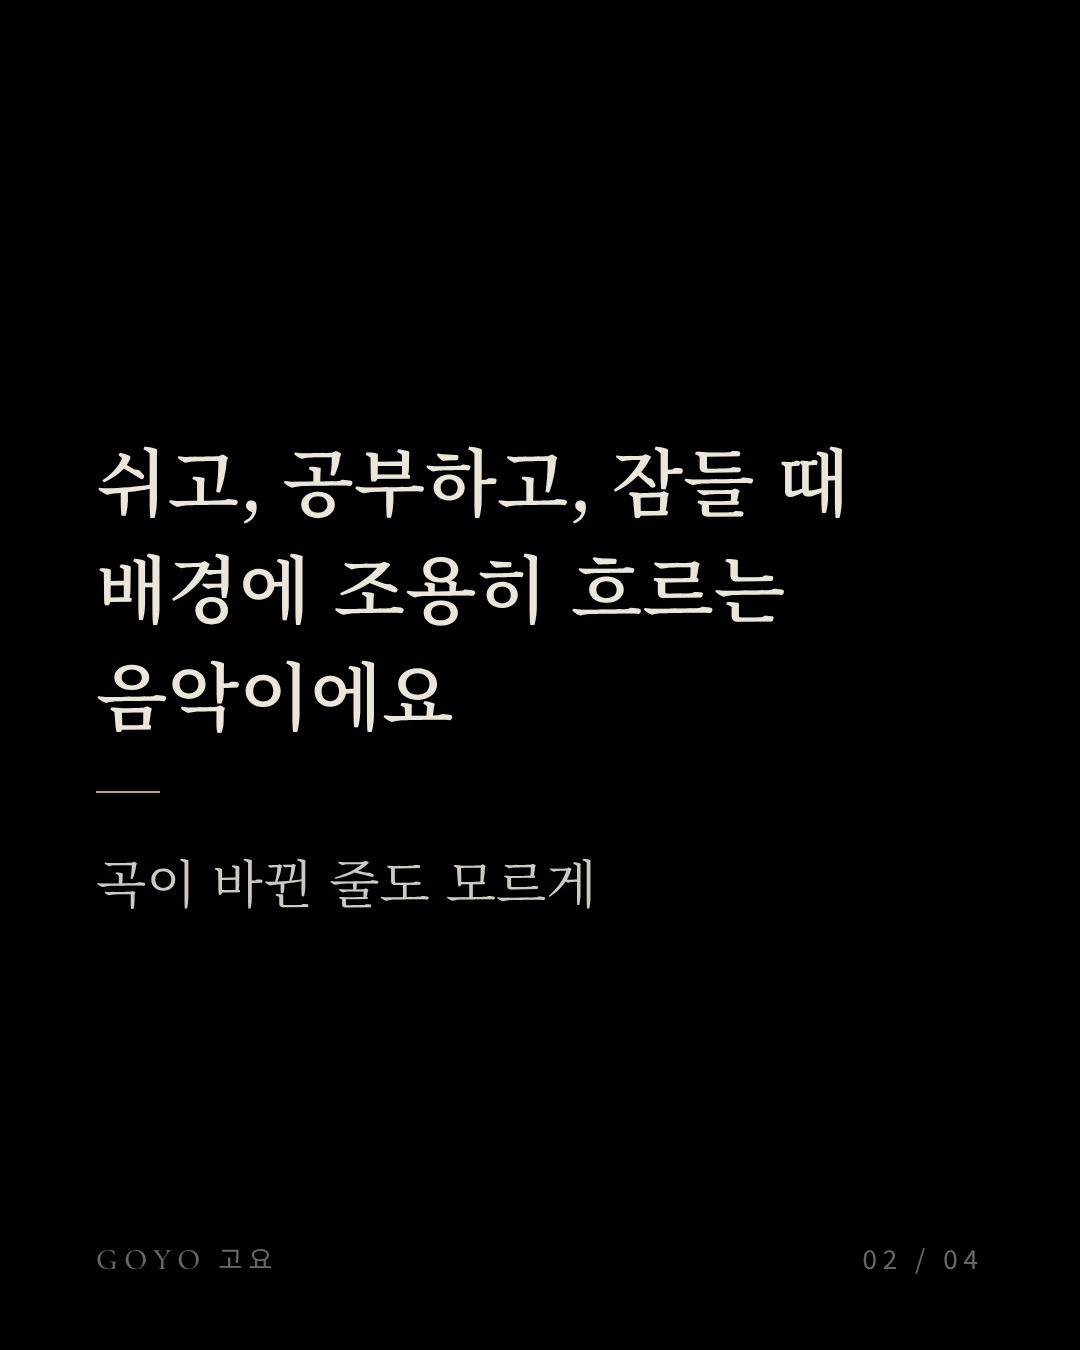 쉬고, 공부하고, 잠들 때
배경에 조용히 흐르는
음악이에요
곡이 바뀐 줄도 모르게
GOYO 고요
02 / 04